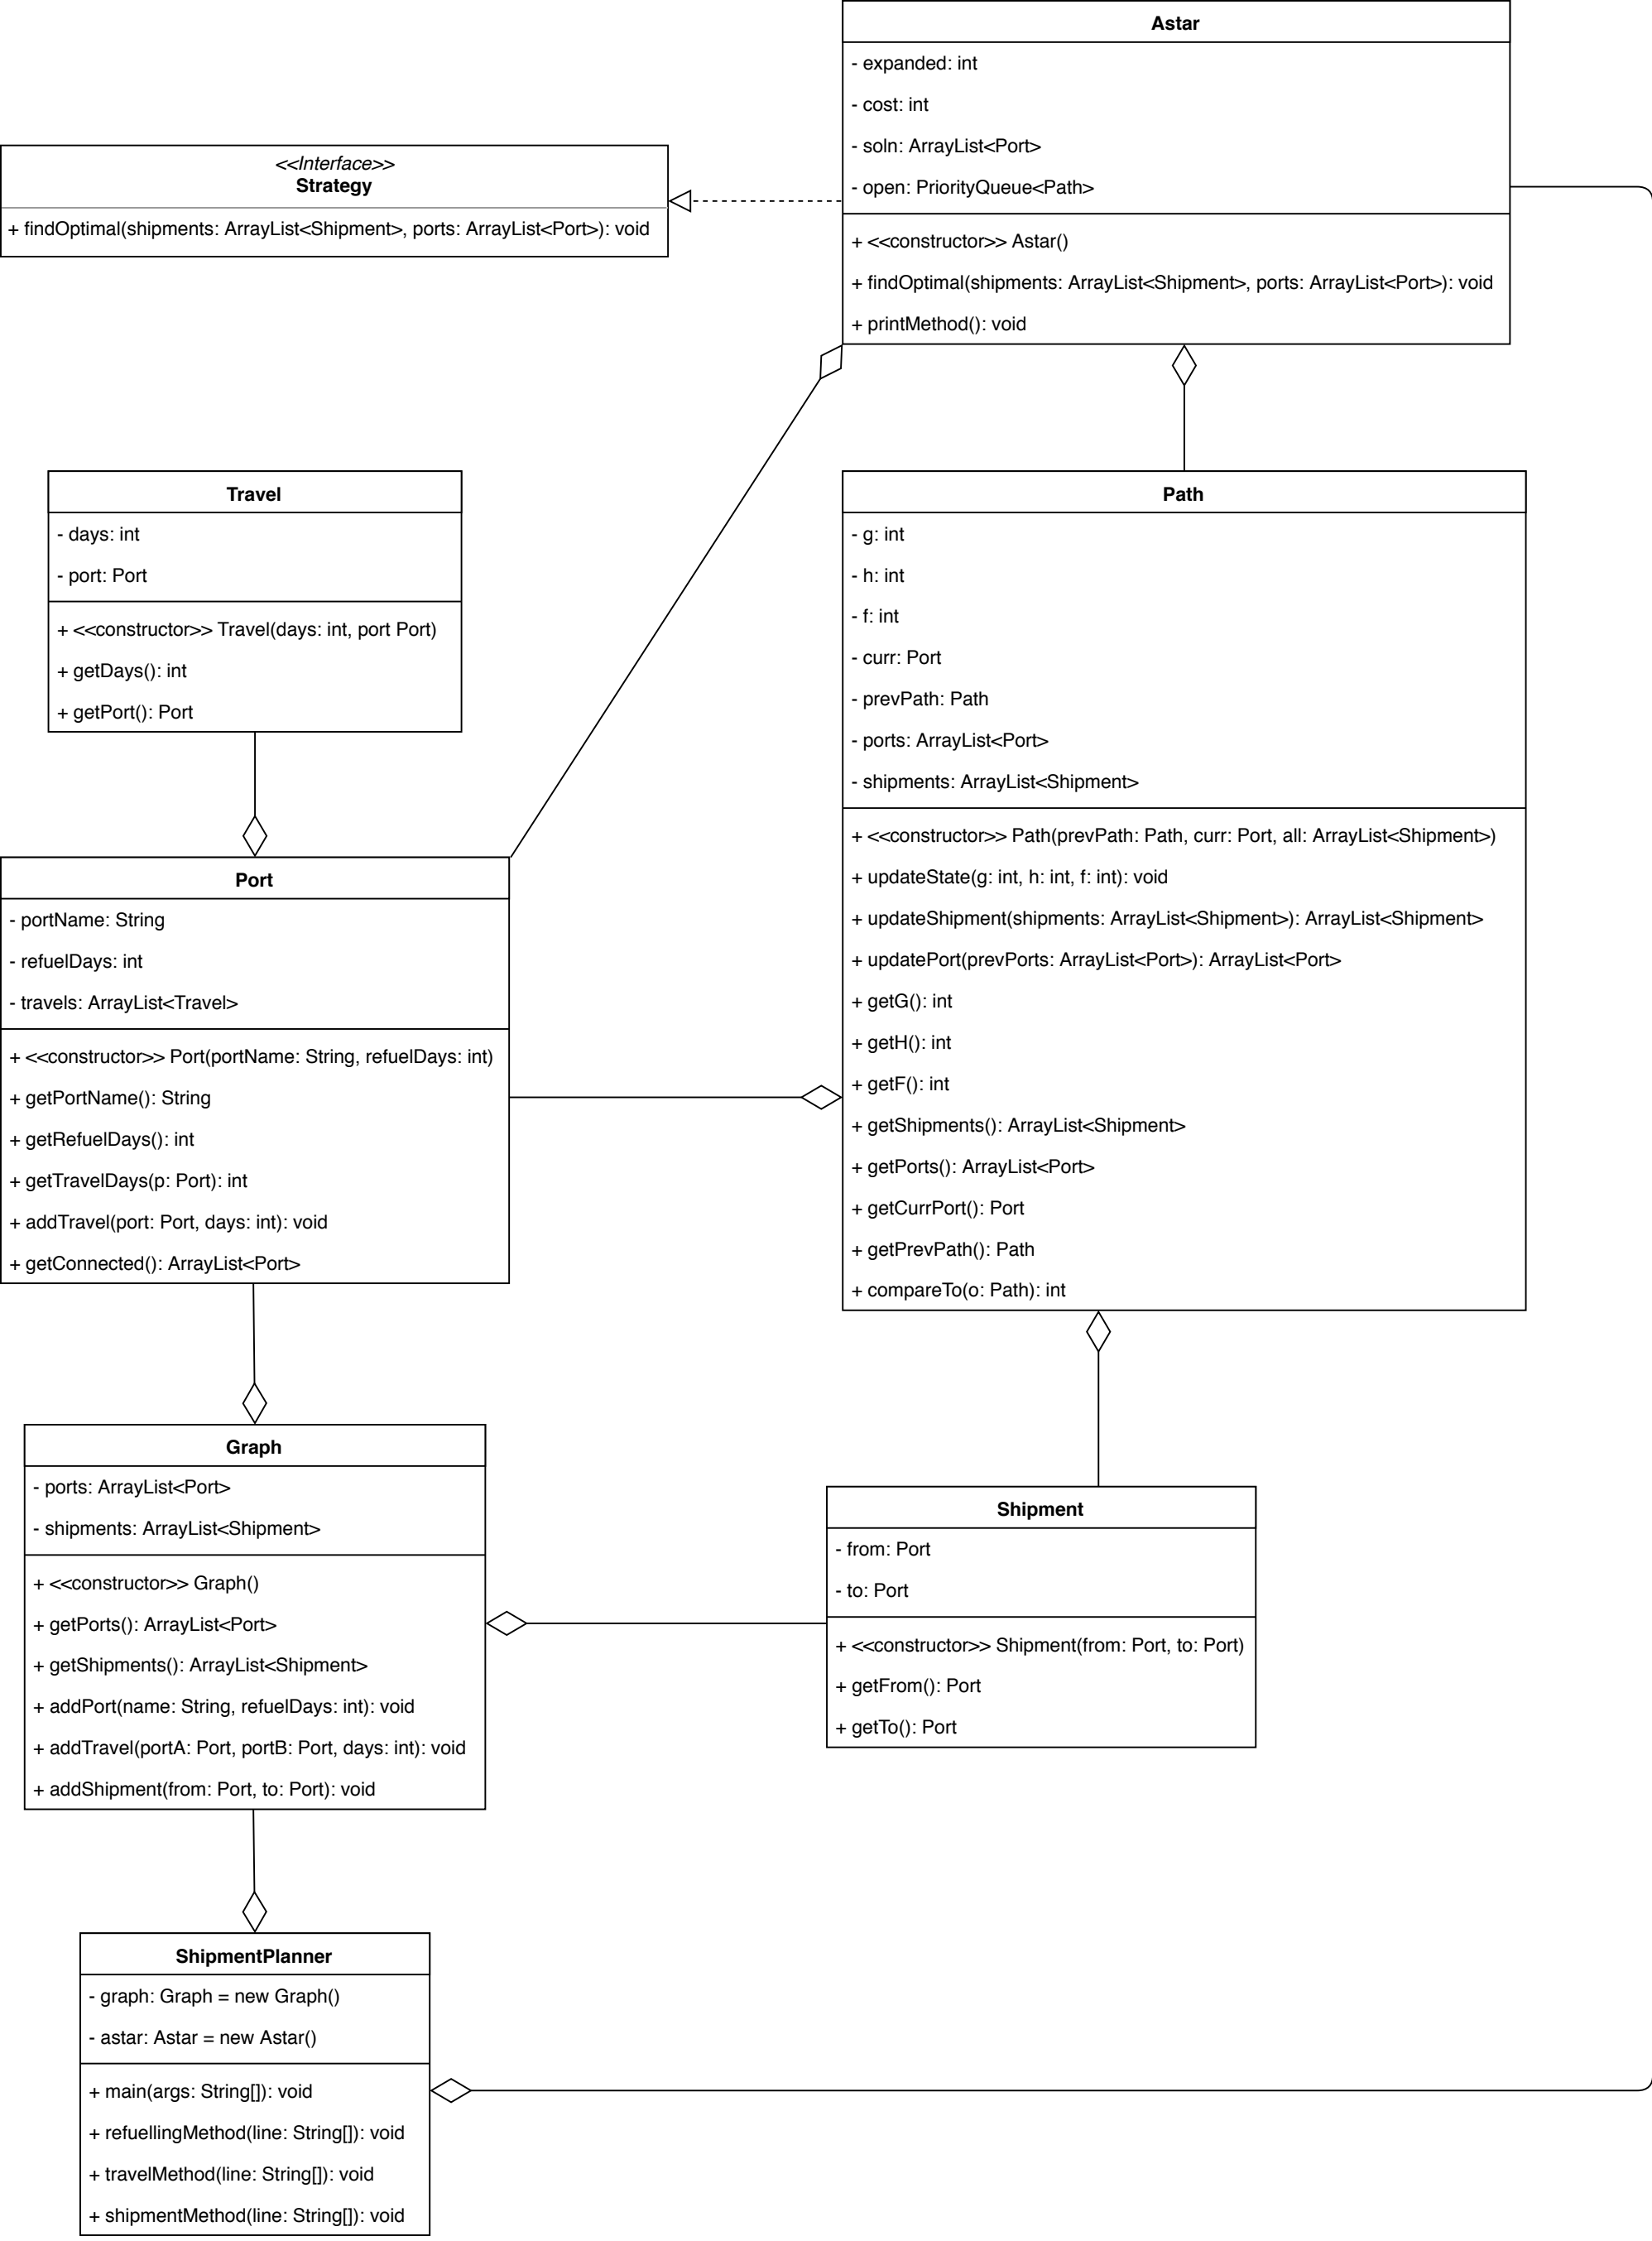 Astar
- expanded: int
- cost: int
- soln: ArrayList<Port>
- open: PriorityQueue<Path>
+ <<constructor>> Astar()
+ findOptimal(shipments: ArrayList<Shipment>, ports: ArrayList<Port>): void
+ printMethod(): void
<<Interface>>
Strategy
+ findOptimal(shipments: ArrayList<Shipment>, ports: ArrayList<Port>): void
Travel
- days: int
- port: Port
+ <<constructor>> Travel(days: int, port Port)
+ getDays(): int
+ getPort(): Port
Path
- g: int
- h: int
- f: int
- curr: Port
- prevPath: Path
- ports: ArrayList<Port>
- shipments: ArrayList<Shipment>
+ <<constructor>> Path(prevPath: Path, curr: Port, all: ArrayList<Shipment>)
+ updateState(g: int, h: int, f: int): void
+ updateShipment(shipments: ArrayList<Shipment>): ArrayList<Shipment>
+ updatePort(prevPorts: ArrayList<Port>): ArrayList<Port>
+ getG(): int
+ getH(): int
+ getF(): int
+ getShipments(): ArrayList<Shipment>
+ getPorts(): ArrayList<Port>
+ getCurrPort(): Port
+ getPrevPath(): Path
+ compareTo(o: Path): int
Port
- portName: String
- refuelDays: int
- travels: ArrayList<Travel>
+ <<constructor>> Port(portName: String, refuelDays: int)
+ getPortName(): String
+ getRefuelDays(): int
+ getTravelDays(p: Port): int
+ addTravel(port: Port, days: int): void
+ getConnected(): ArrayList<Port>
Graph
- ports: ArrayList<Port>
- shipments: ArrayList<Shipment>
+ <<constructor>> Graph()
+ getPorts(): ArrayList<Port>
+ getShipments(): ArrayList<Shipment>
+ addPort(name: String, refuelDays: int): void
+ addTravel(portA: Port, portB: Port, days: int): void
+ addShipment(from: Port, to: Port): void
Shipment
- from: Port
- to: Port
+ <<constructor>> Shipment(from: Port, to: Port)
+ getFrom(): Port
+ getTo(): Port
ShipmentPlanner
- graph: Graph = new Graph()
- astar: Astar = new Astar()
+ main(args: String[]): void
+ refuellingMethod(line: String[]): void
+ travelMethod(line: String[]): void
+ shipmentMethod(line: String[]): void